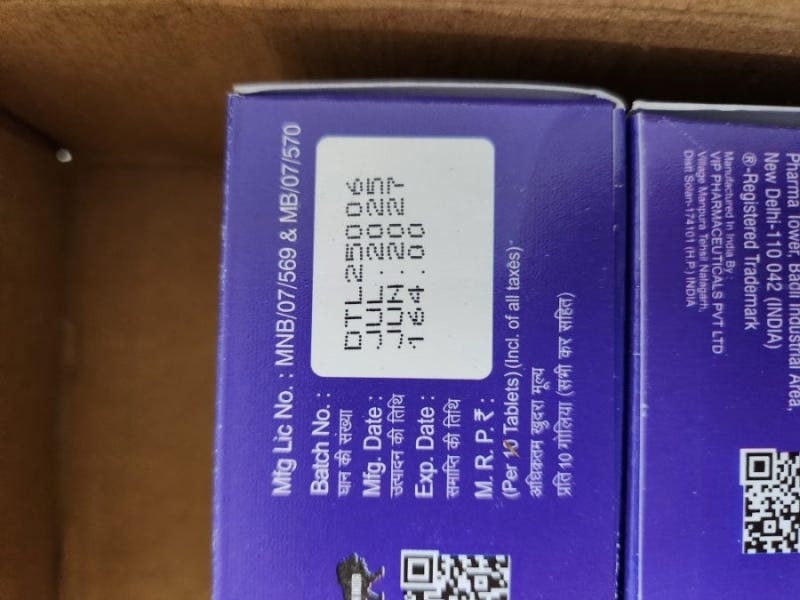 Mfg Lic No. : MNB/07/569 & MB/07/570
Batch No. :
घान की संख्या
DTL25006
Mfg. Date :
उत्पादन की तिथि
JUL : 2025
Exp. Date :
समाप्ति की तिथि
JUN : 2027
M. R. P. ₹ :
164.00
(Per 10 Tablets) (Incl. of all taxes)
अधिकतम खुदरा मूल्य
प्रति 10 गोलिया (सभी कर सहित)
Pharma Tower, Badli Industrial Area,
New Delhi-110 042 (INDIA)
®-Registered Trademark
Manufactured in India By :
VIP PHARMACEUTICALS PVT LTD
Village Manpura Tehsil Nalagarh,
Distt Solan-174101 (H.P.) INDIA